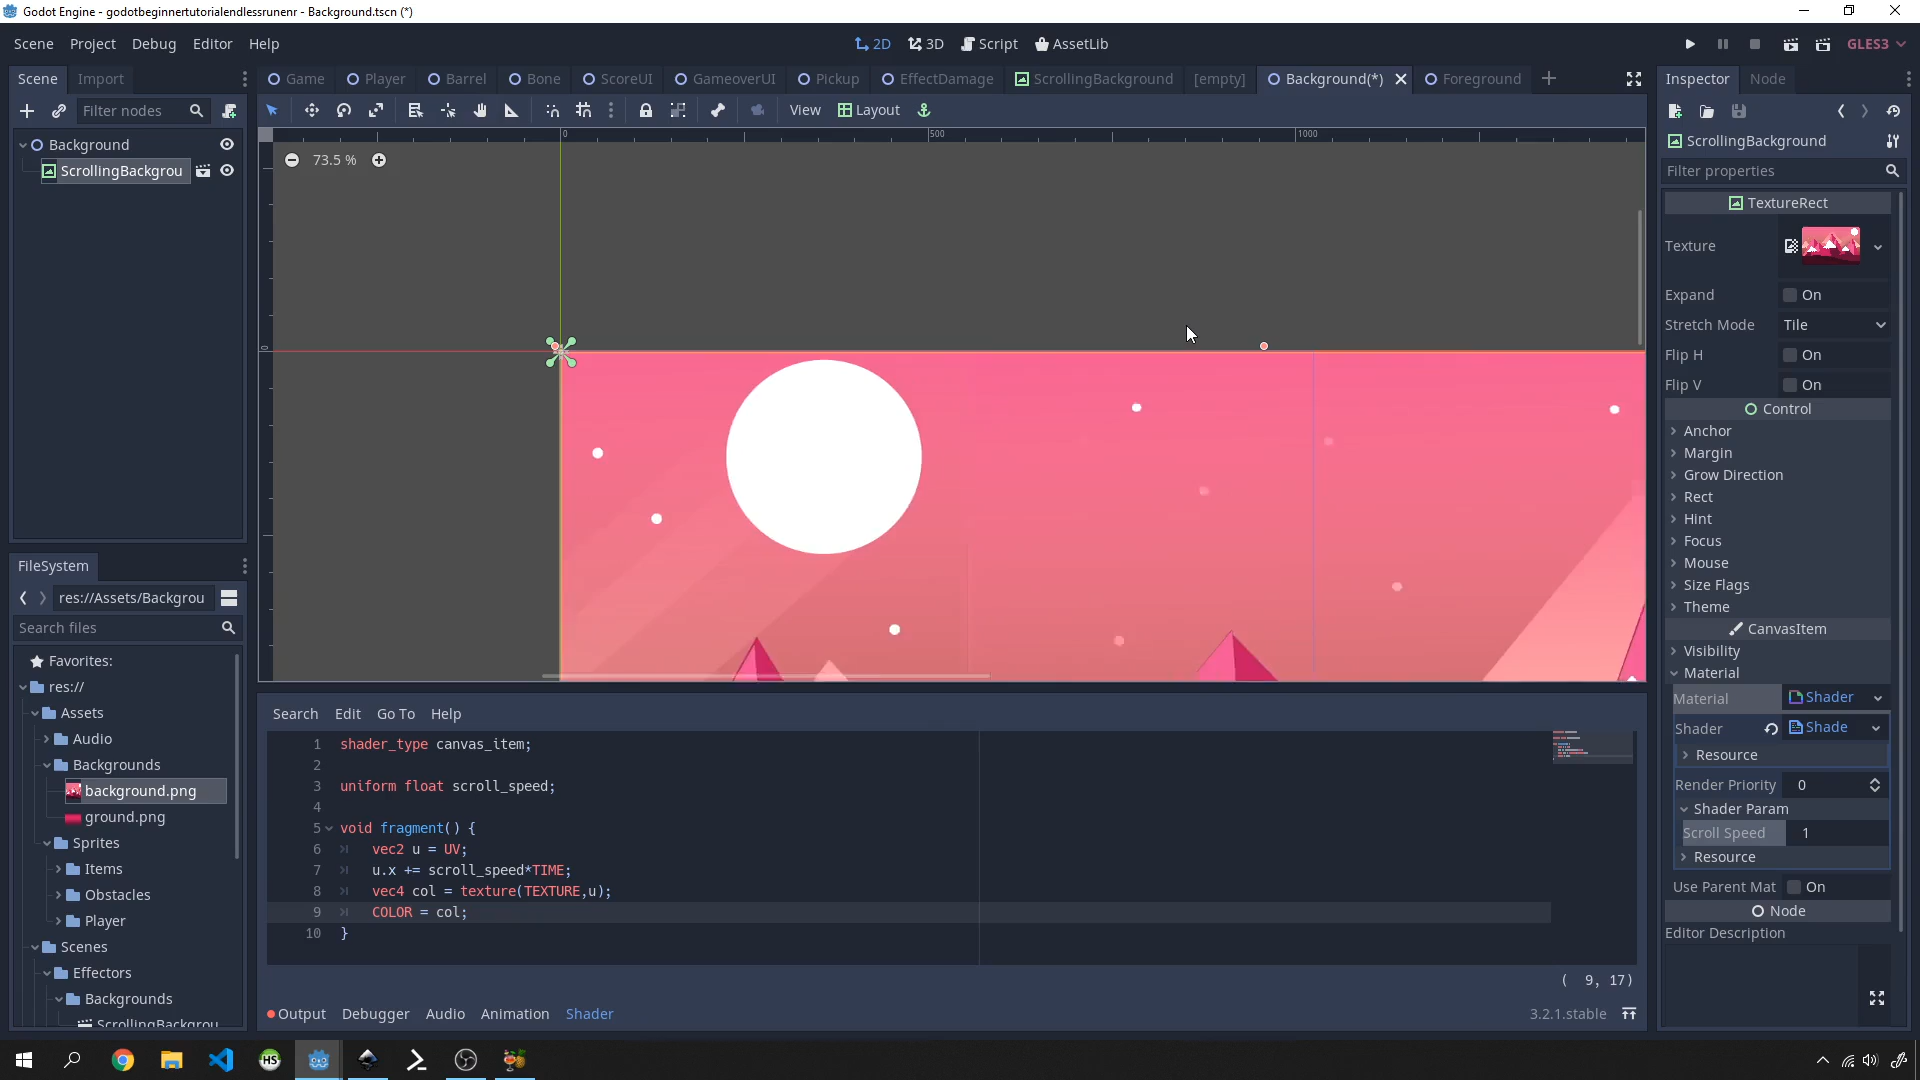 Godot Engine - godotbeginnertutorialendlessrunenr - Background.tscn (*)
Scene Project Debug Editor Help
2D 3D Script AssetLib
GLES3
Scene Import
Game Player Barrel Bone ScoreUI GameoverUI Pickup EffectDamage ScrollingBackground [empty] Background(*) Foreground
Inspector Node
Filter nodes
View Layout
Background
ScrollingBackgrou
0 500 1000
0
73.5 %
ScrollingBackground
Filter properties
TextureRect
Texture
Expand On
Stretch Mode Tile
Flip H On
Flip V On
Control
Anchor
Margin
Grow Direction
Rect
Hint
Focus
Mouse
Size Flags
Theme
CanvasItem
Visibility
Material
Material Shader
Shader Shade
Resource
Render Priority 0
Shader Param
Scroll Speed 1
Resource
Use Parent Mat On
Node
Editor Description
FileSystem
res://Assets/Backgrou
Search files
Favorites:
res://
Assets
Audio
Backgrounds
background.png
ground.png
Sprites
Items
Obstacles
Player
Scenes
Effectors
Backgrounds
ScrollingBackgrou
Search Edit Go To Help
1 shader_type canvas_item;
2
3 uniform float scroll_speed;
4
5 void fragment() {
6 vec2 u = UV;
7 u.x += scroll_speed*TIME;
8 vec4 col = texture(TEXTURE,u);
9 COLOR = col;
10 }
( 9, 17)
Output Debugger Audio Animation Shader
3.2.1.stable
HS